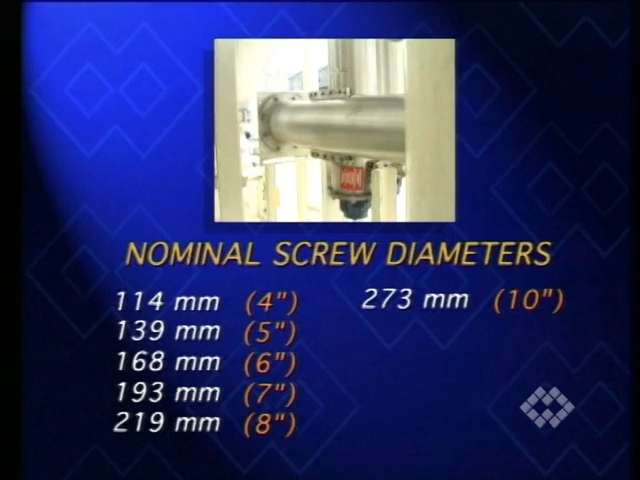 NOMINAL SCREW DIAMETERS
114 mm (4")
139 mm (5")
168 mm (6")
193 mm (7")
219 mm (8")
273 mm (10")